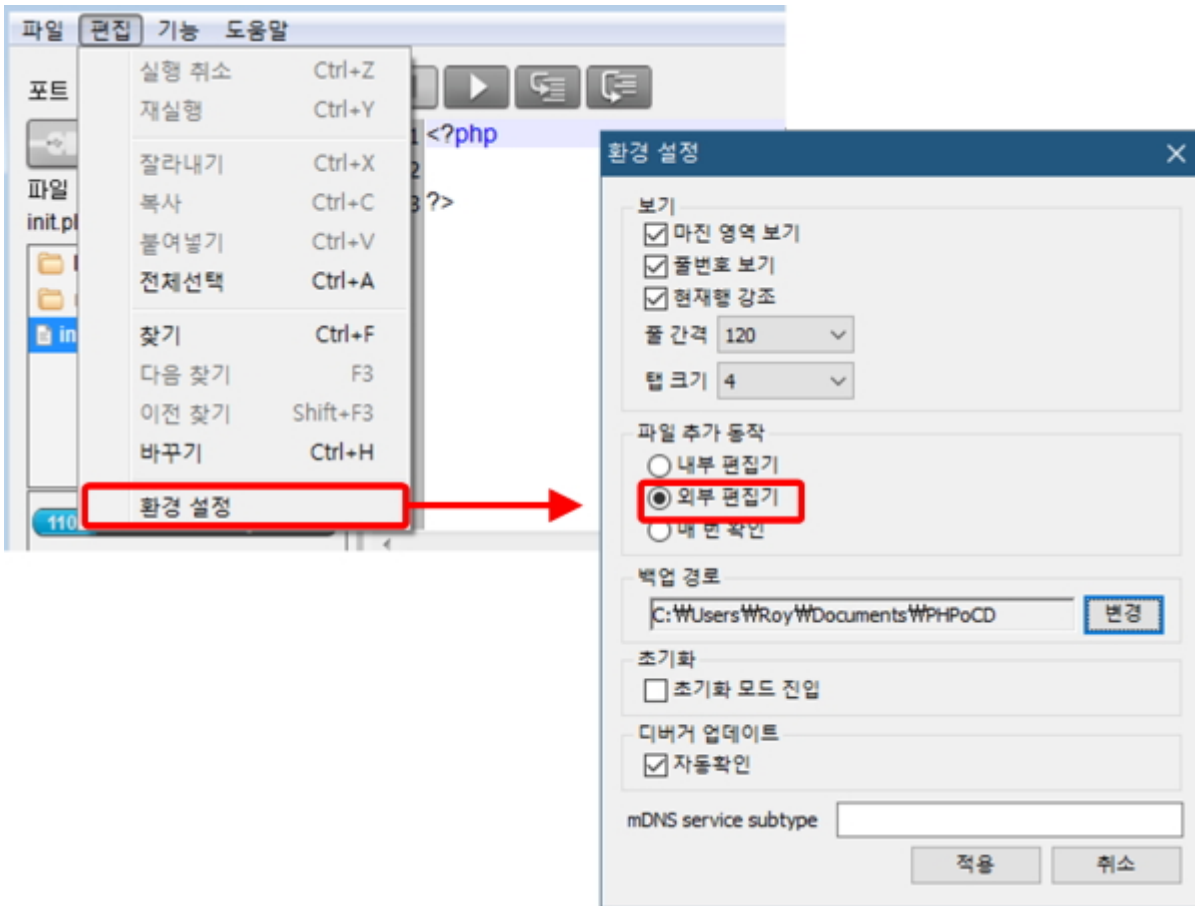 파일 편집 기능 도움말
실행 취소 Ctrl+Z
재실행 Ctrl+Y
잘라내기 Ctrl+X
복사 Ctrl+C
붙여넣기 Ctrl+V
전체선택 Ctrl+A
찾기 Ctrl+F
다음 찾기 F3
이전 찾기 Shift+F3
바꾸기 Ctrl+H
환경 설정
포트
파일
init.p
in
110
1 <?php
2
3 ?>
환경 설정
보기
마진 영역 보기
줄번호 보기
현재행 강조
줄 간격 120
탭 크기 4
파일 추가 동작
내부 편집기
외부 편집기
매 번 확인
백업 경로
C:₩Users₩Roy₩Documents₩PHPoCD
변경
초기화
초기화 모드 진입
디버거 업데이트
자동확인
mDNS service subtype
적용 취소